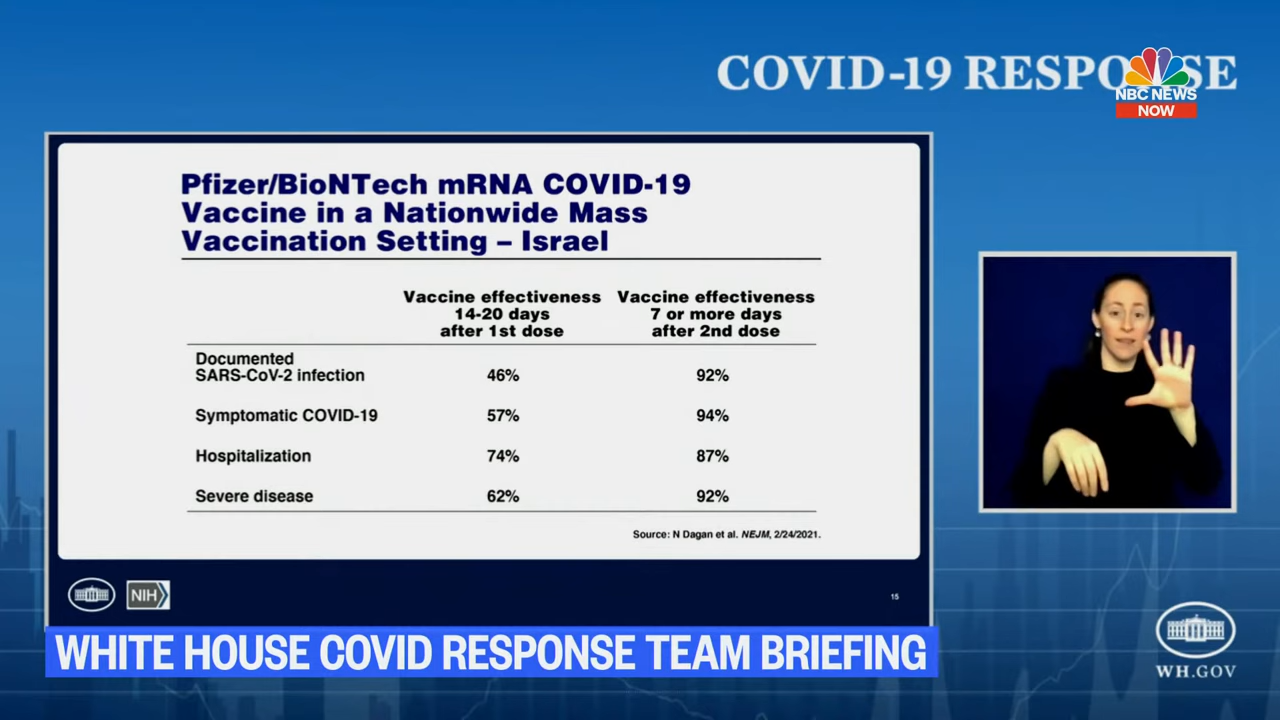 COVID-19 RESPONSE
NBC NEWS
NOW
Pfizer/BioNTech mRNA COVID-19
Vaccine in a Nationwide Mass
Vaccination Setting – Israel
Vaccine effectiveness
14-20 days
after 1st dose
Vaccine effectiveness
7 or more days
after 2nd dose
Documented
SARS-CoV-2 infection 46% 92%
Symptomatic COVID-19 57% 94%
Hospitalization 74% 87%
Severe disease 62% 92%
Source: N Dagan et al. NEJM, 2/24/2021.
NIH
15
WHITE HOUSE COVID RESPONSE TEAM BRIEFING
WH.GOV